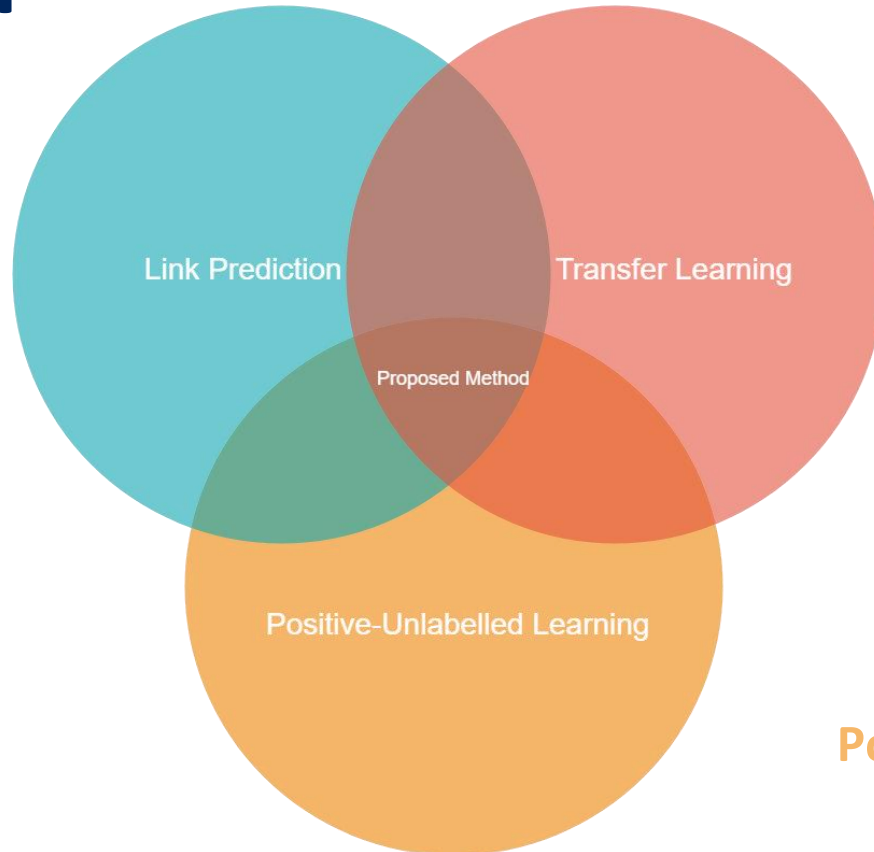 Link Prediction
Transfer Learning
Proposed Method
Positive-Unlabelled Learning